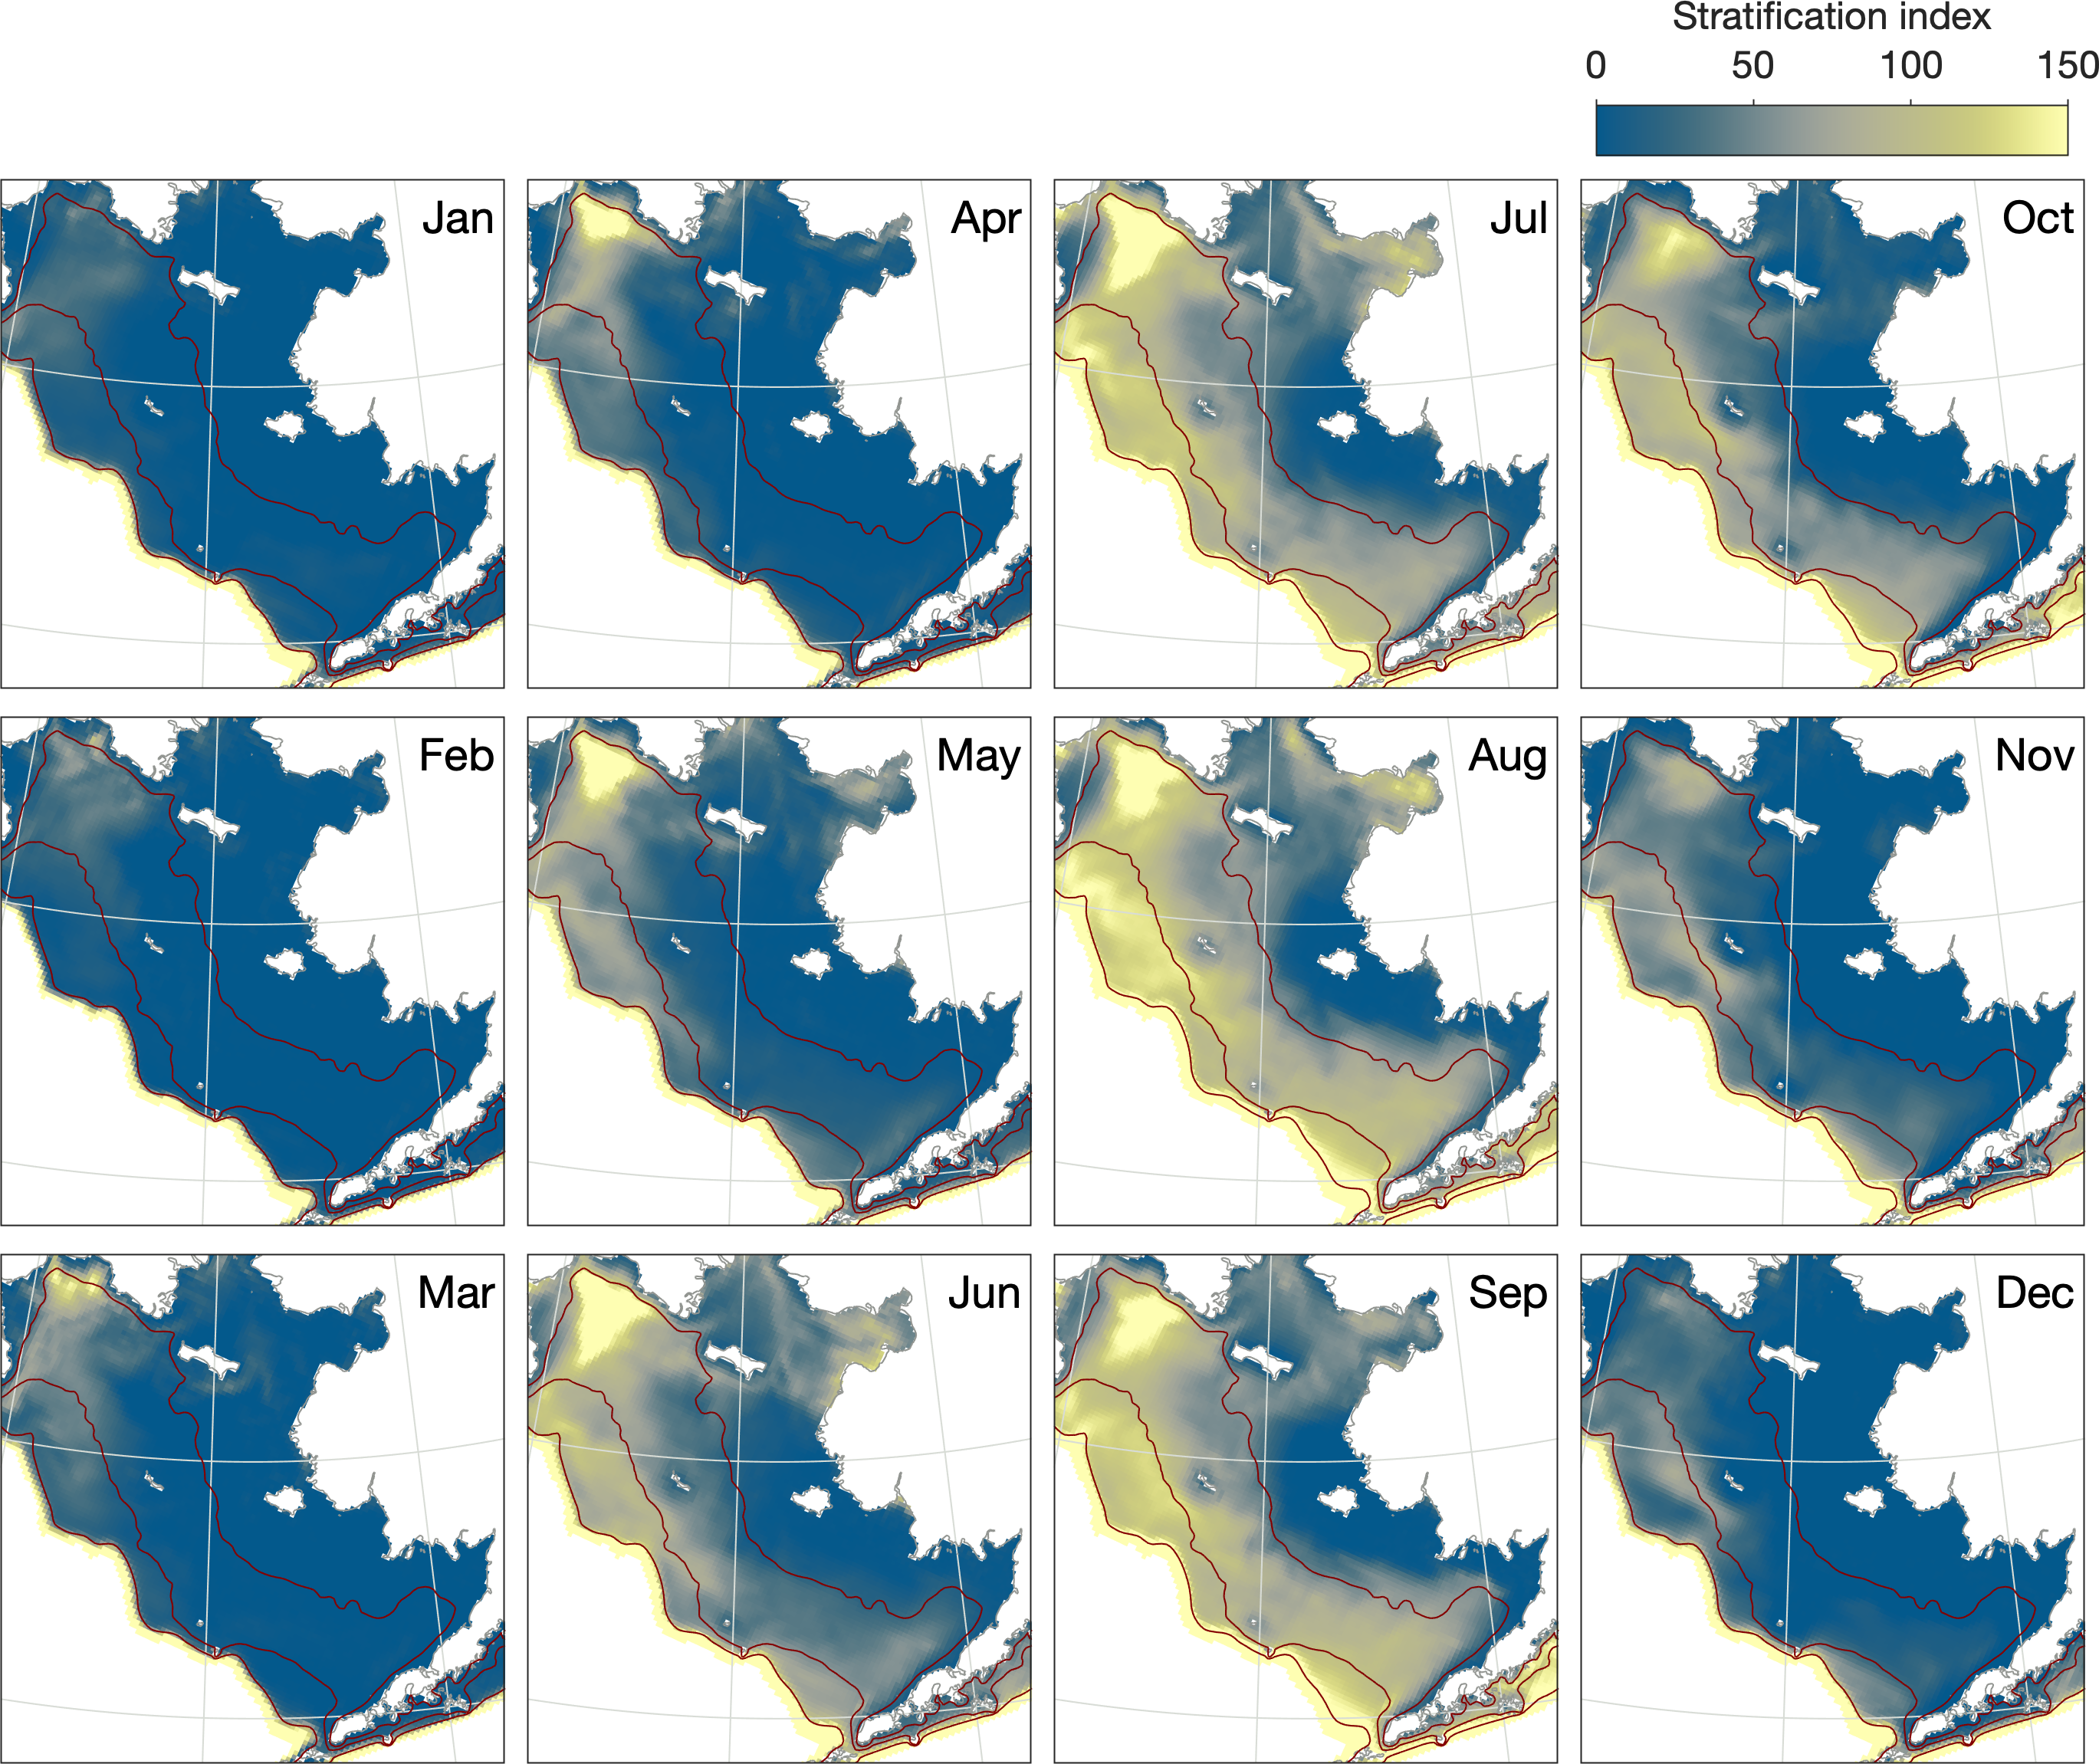 Stratification index
0 50 100 150
Jan Apr Jul Oct
Feb May Aug Nov
Mar Jun Sep Dec